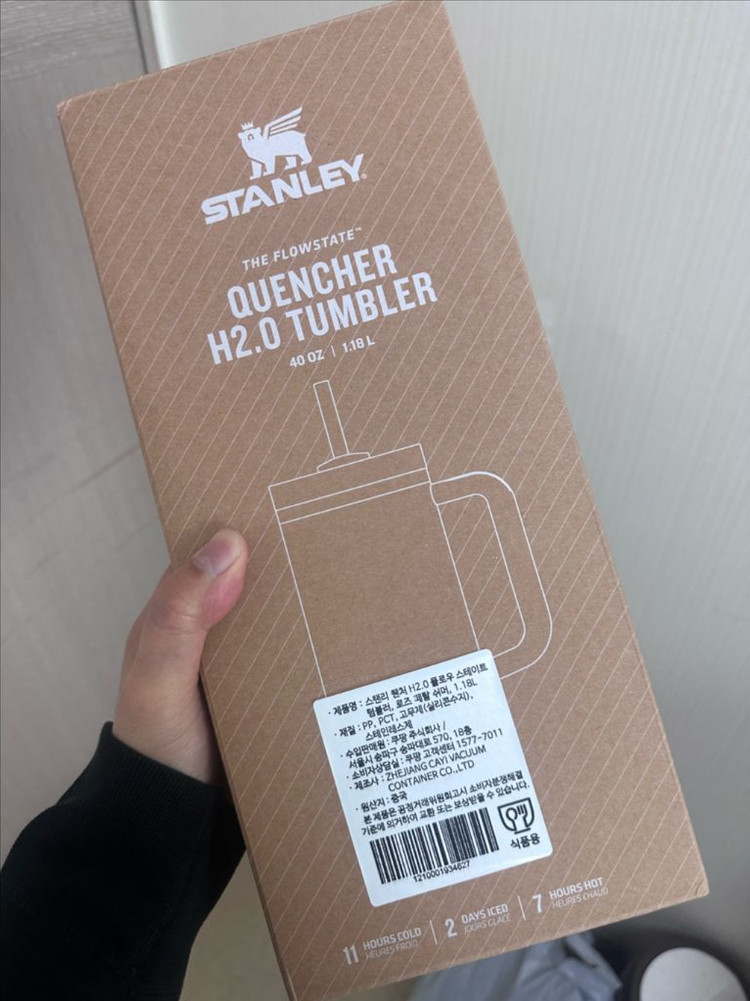 STANLEY®
THE FLOWSTATE™
QUENCHER
H2.0 TUMBLER
40 OZ | 1.18 L
· 제품명 : 스탠리 퀜처 H2.0 플로우 스테이트
텀블러, 로즈 페탈 쉬머, 1.18L
· 재질 : PP, PCT, 고무제(실리콘수지),
스테인레스제
· 수입판매원 : 쿠팡 주식회사 /
서울시 송파구 송파대로 570, 18층
· 소비자상담실 : 쿠팡 고객센터 1577-7011
· 제조사 : ZHEJIANG CAYI VACUUM
CONTAINER CO.,LTD
· 원산지 : 중국
본 제품은 공정거래위원회고시 소비자분쟁해결
기준에 의거하여 교환 또는 보상받을 수 있습니다.
식품용
1210001934627
11 HOURS COLD
HEURES FROID
2 DAYS ICED
JOURS GLACÉ
7 HOURS HOT
HEURES CHAUD